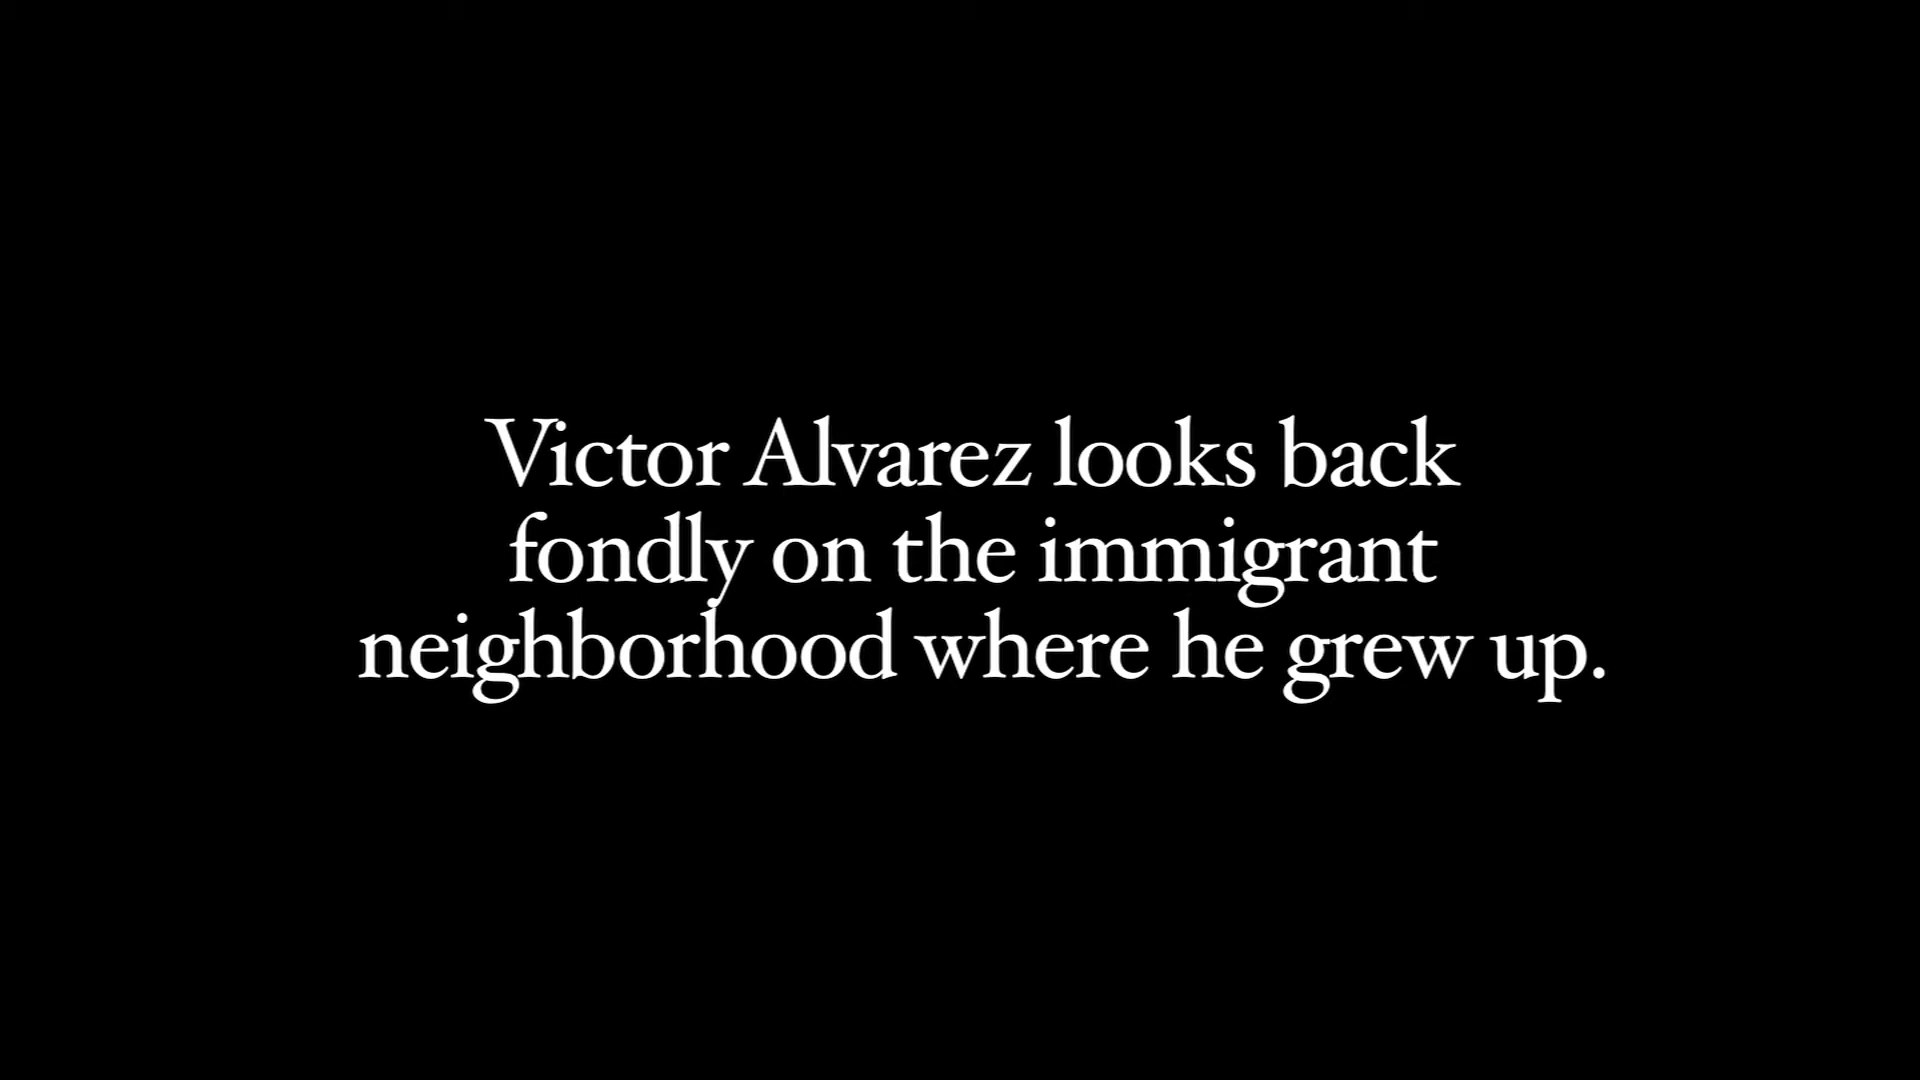 Victor Alvarez looks back
fondly on the immigrant
neighborhood where he grew up.